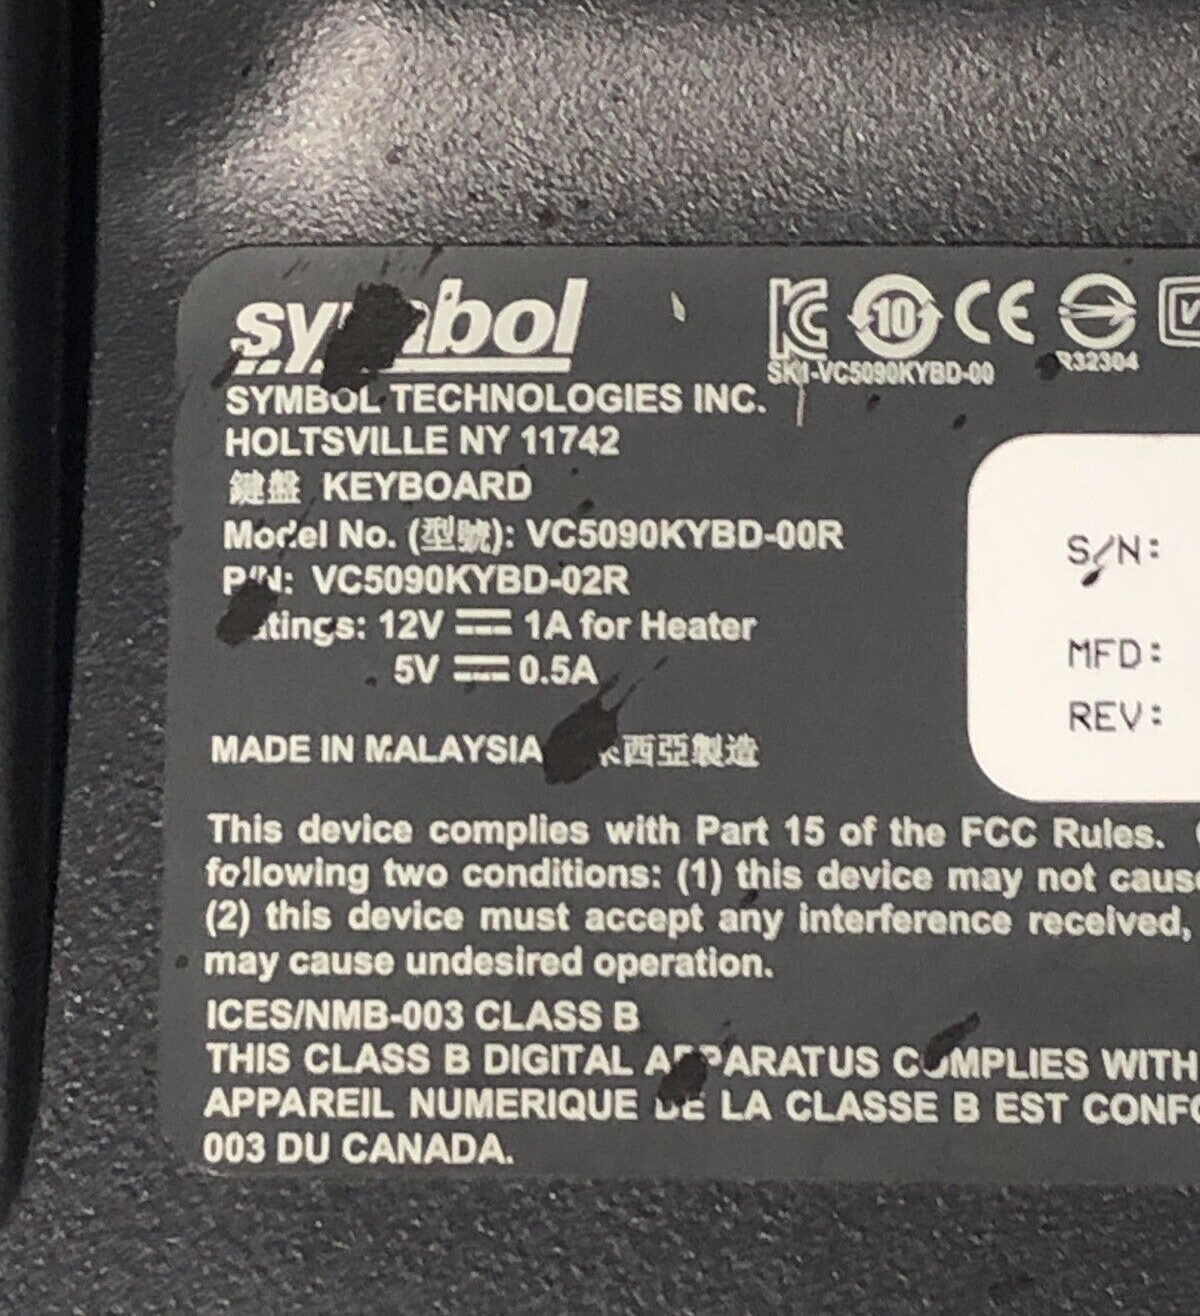 symbol
SK1-VC5090KYBD-00
R32304
10
CE
SYMBOL TECHNOLOGIES INC.
HOLTSVILLE NY 11742
鍵盤 KEYBOARD
Model No. (型號): VC5090KYBD-00R
P/N: VC5090KYBD-02R
Ratings: 12V 1A for Heater
5V 0.5A
MADE IN MALAYSIA 西亞製造
S/N:
MFD:
REV:
This device complies with Part 15 of the FCC Rules.
following two conditions: (1) this device may not cause
(2) this device must accept any interference received,
may cause undesired operation.
ICES/NMB-003 CLASS B
THIS CLASS B DIGITAL APPARATUS COMPLIES WITH
APPAREIL NUMERIQUE DE LA CLASSE B EST
003 DU CANADA.